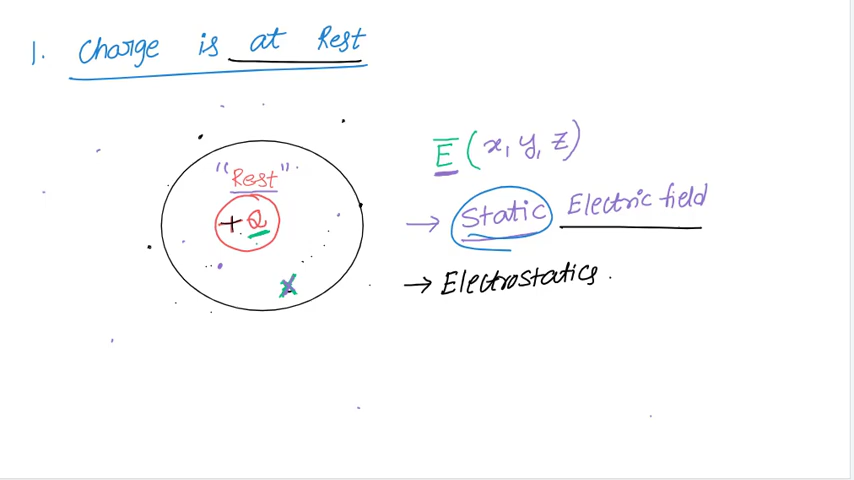 1. Charge is at Rest
"Rest"
+Q
E (x, y, z)
→ Static Electric field
→ Electrostatics.